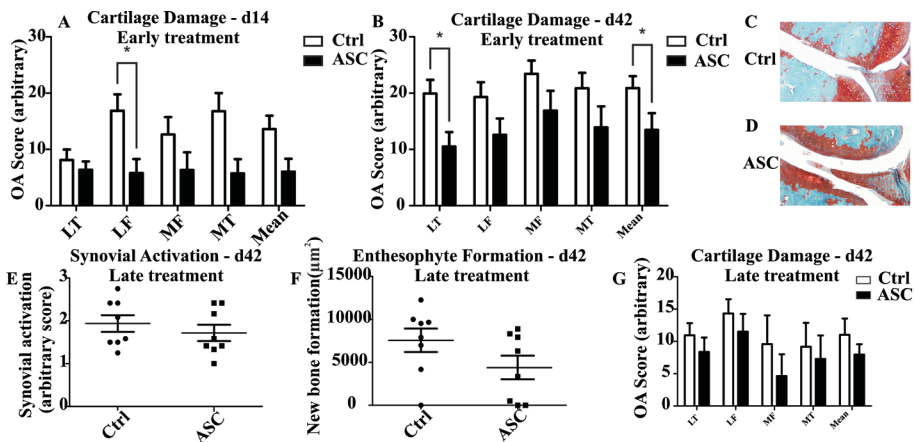 A
Cartilage Damage - d14
Early treatment
Ctrl
ASC
*
OA Score (arbitrary)
30
20
10
0
LT
LF
MF
MT
Mean
B
Cartilage Damage - d42
Early treatment
Ctrl
ASC
*
*
OA Score (arbitrary)
30
20
10
0
LT
LF
MF
MT
Mean
C
Ctrl
D
ASC
E
Synovial Activation - d42
Late treatment
Synovial activation
(arbitrary score)
3
2
1
0
Ctrl
ASC
F
Enthesophyte Formation - d42
Late treatment
New bone formation(μm²)
15000
10000
5000
0
Ctrl
ASC
G
Cartilage Damage - d42
Late treatment
Ctrl
ASC
OA Score (arbitrary)
20
15
10
5
0
LT
LF
MF
MT
Mean